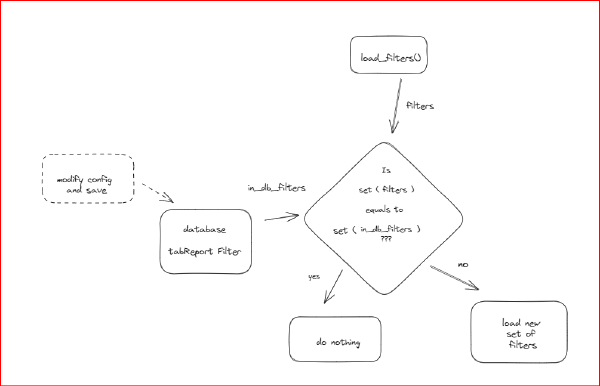 load_filters()
filters
modify config
and save
in_db_filters
database
tabReport Filter
Is
set ( filters )
equals to
set ( in_db_filters )
???
yes
no
do nothing
load new
set of
filters